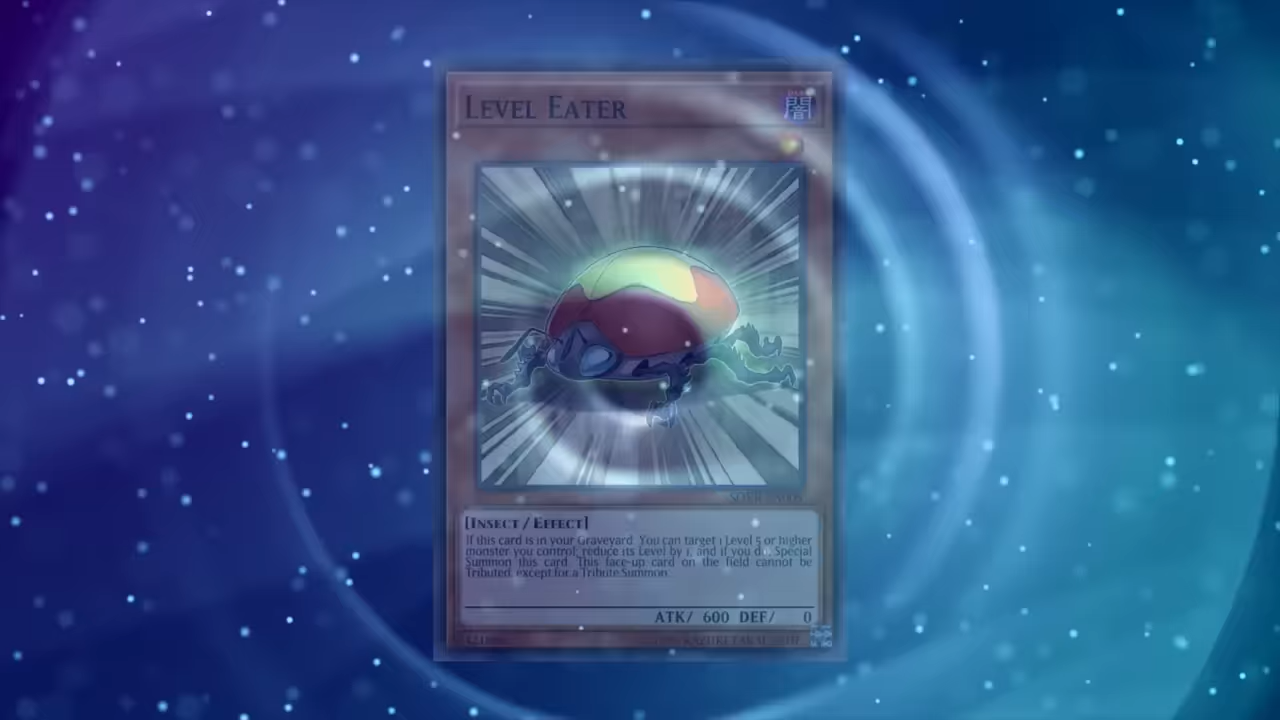 LEVEL EATER
闇
[INSECT / EFFECT]
If this card is in your Graveyard: You can target 1 Level 5 or higher
monster you control; reduce its Level by 1, and if you do, Special
Summon this card. This face-up card on the field cannot be
Tributed, except for a Tribute Summon.
ATK/ 600 DEF/ 0